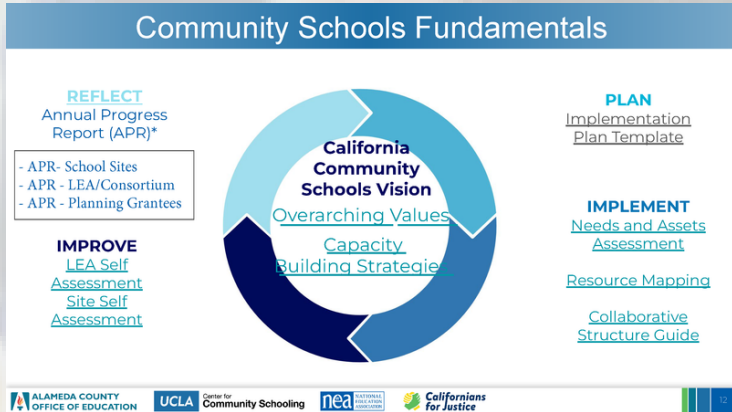 Community Schools Fundamentals
REFLECT
Annual Progress
Report (APR)*
- APR- School Sites
- APR - LEA/Consortium
- APR - Planning Grantees
IMPROVE
LEA Self
Assessment
Site Self
Assessment
California
Community
Schools Vision
Overarching Values
Capacity
Building Strategies
PLAN
Implementation
Plan Template
IMPLEMENT
Needs and Assets
Assessment
Resource Mapping
Collaborative
Structure Guide
ALAMEDA COUNTY
OFFICE OF EDUCATION
UCLA
Center for
Community Schooling
nea
NATIONAL
EDUCATION
ASSOCIATION
Californians
for Justice
12